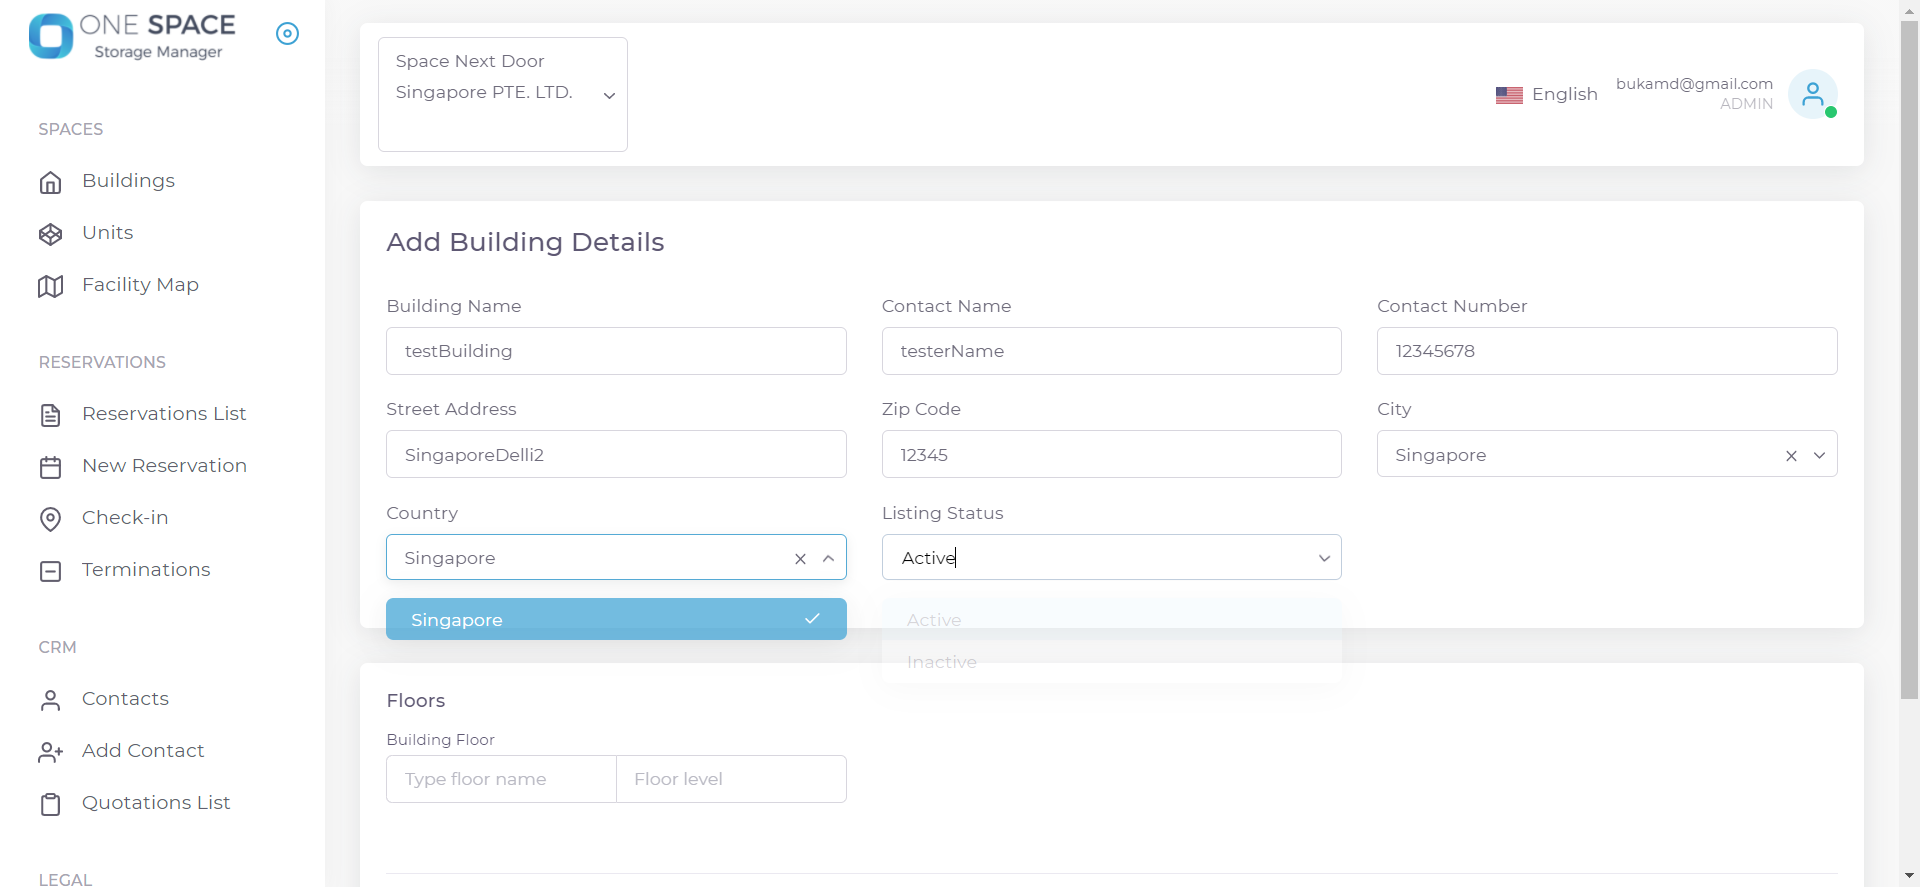 ONE SPACE
Storage Manager
SPACES
Buildings
Units
Facility Map
RESERVATIONS
Reservations List
New Reservation
Check-in
Terminations
CRM
Contacts
Add Contact
Quotations List
LEGAL
Space Next Door
Singapore PTE. LTD.
English
bukamd@gmail.com
ADMIN
Add Building Details
Building Name
Contact Name
Contact Number
testBuilding
testerName
12345678
Street Address
Zip Code
City
SingaporeDelli2
12345
Singapore
Country
Listing Status
Singapore
Active
Singapore
Active
Inactive
Floors
Building Floor
Type floor name
Floor level